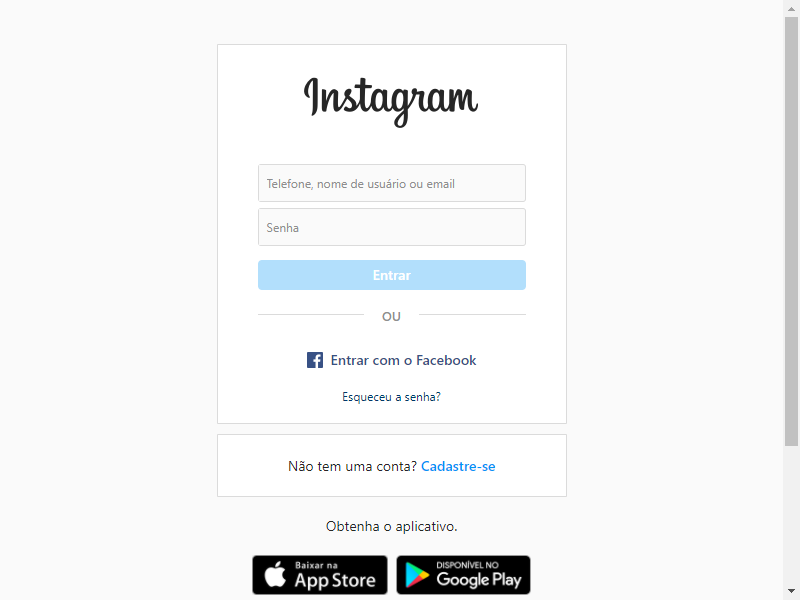 Instagram
Telefone, nome de usuário ou email
Senha
Entrar
OU
Entrar com o Facebook
Esqueceu a senha?
Não tem uma conta? Cadastre-se
Obtenha o aplicativo.
Baixar na
App Store
DISPONÍVEL NO
Google Play